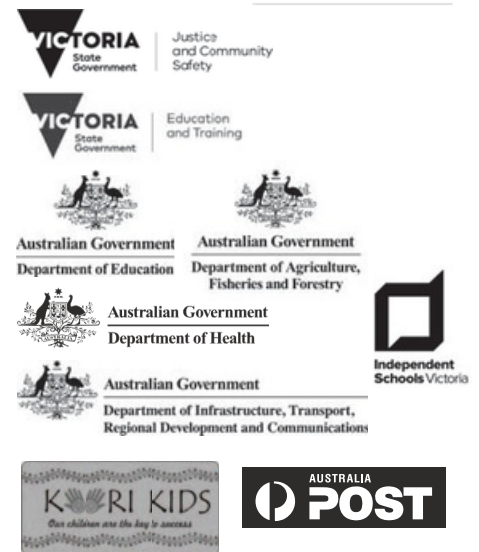 VICTORIA
State
Government
Justice
and Community
Safety
VICTORIA
State
Government
Education
and Training
Australian Government
Department of Education
Australian Government
Department of Agriculture,
Fisheries and Forestry
Australian Government
Department of Health
Independent
Schools Victoria
Australian Government
Department of Infrastructure, Transport,
Regional Development and Communications
KOORI KIDS
Our children are the key to success
AUSTRALIA
POST